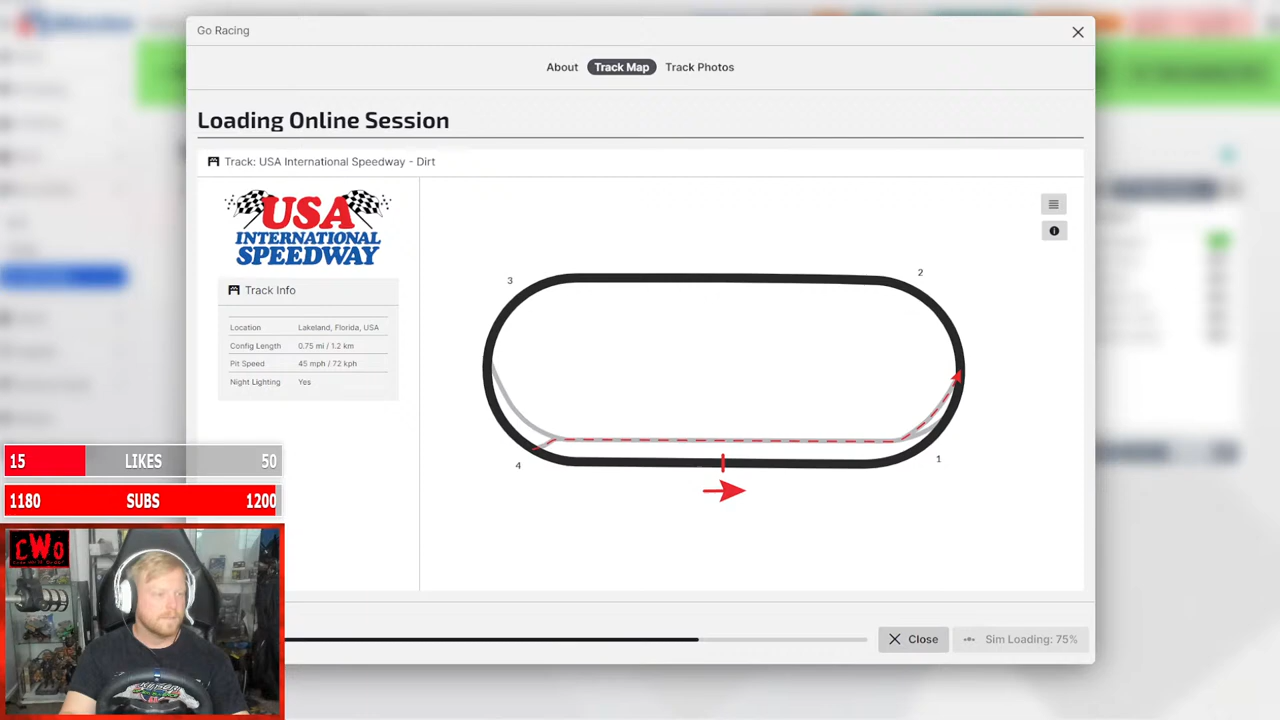 Go Racing
About
Track Map
Track Photos
Loading Online Session
Track: USA International Speedway - Dirt
USA
INTERNATIONAL
SPEEDWAY
Track Info
Location Lakeland, Florida, USA
Config Length 0.75 mi / 1.2 km
Pit Speed 45 mph / 72 kph
Night Lighting Yes
3
2
4
1
15 LIKES 50
1180 SUBS 1200
cWo
Close
Sim Loading: 75%